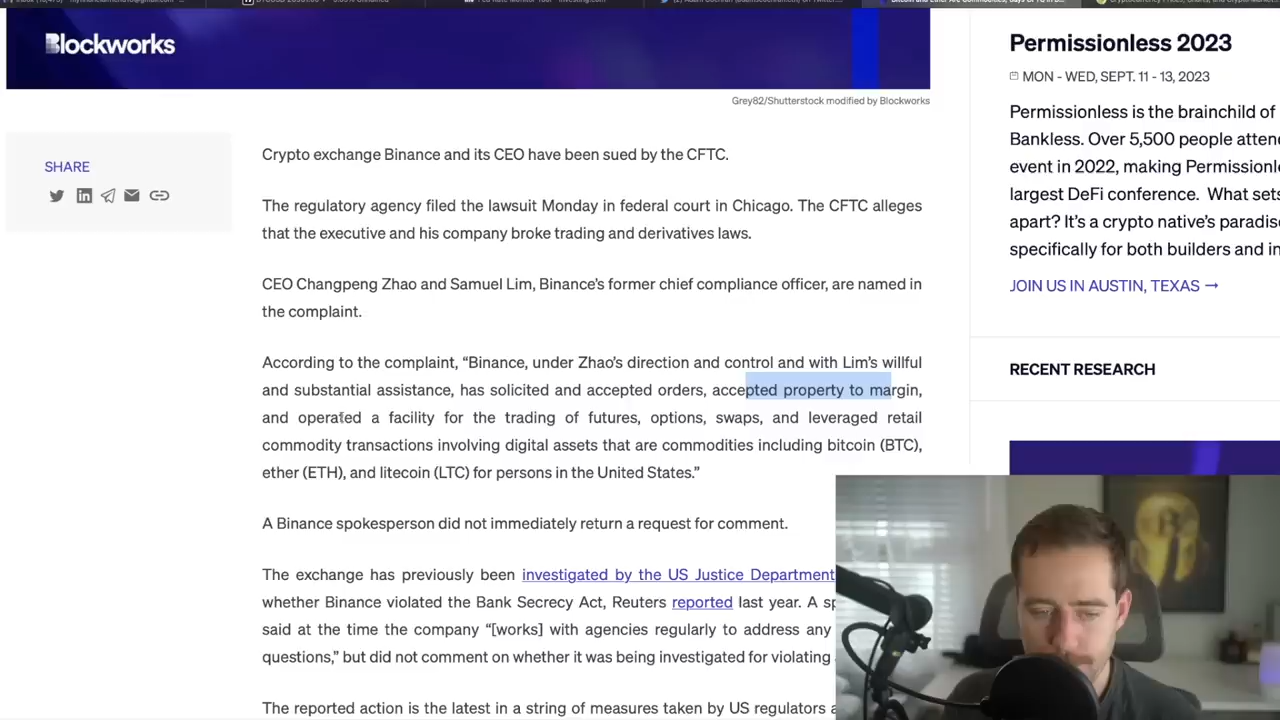 Blockworks
Grey82/Shutterstock modified by Blockworks
SHARE
Crypto exchange Binance and its CEO have been sued by the CFTC.
The regulatory agency filed the lawsuit Monday in federal court in Chicago. The CFTC alleges
that the executive and his company broke trading and derivatives laws.
CEO Changpeng Zhao and Samuel Lim, Binance’s former chief compliance officer, are named in
the complaint.
According to the complaint, “Binance, under Zhao’s direction and control and with Lim’s willful
and substantial assistance, has solicited and accepted orders, accepted property to margin,
and operated a facility for the trading of futures, options, swaps, and leveraged retail
commodity transactions involving digital assets that are commodities including bitcoin (BTC),
ether (ETH), and litecoin (LTC) for persons in the United States.”
A Binance spokesperson did not immediately return a request for comment.
The exchange has previously been investigated by the US Justice Department
whether Binance violated the Bank Secrecy Act, Reuters reported last year. A sp
said at the time the company “[works] with agencies regularly to address any
questions,” but did not comment on whether it was being investigated for violating
The reported action is the latest in a string of measures taken by US regulators a
Permissionless 2023
MON - WED, SEPT. 11 - 13, 2023
Permissionless is the brainchild of
Bankless. Over 5,500 people atten
event in 2022, making Permissionl
largest DeFi conference. What sets
apart? It’s a crypto native’s paradis
specifically for both builders and in
JOIN US IN AUSTIN, TEXAS →
RECENT RESEARCH